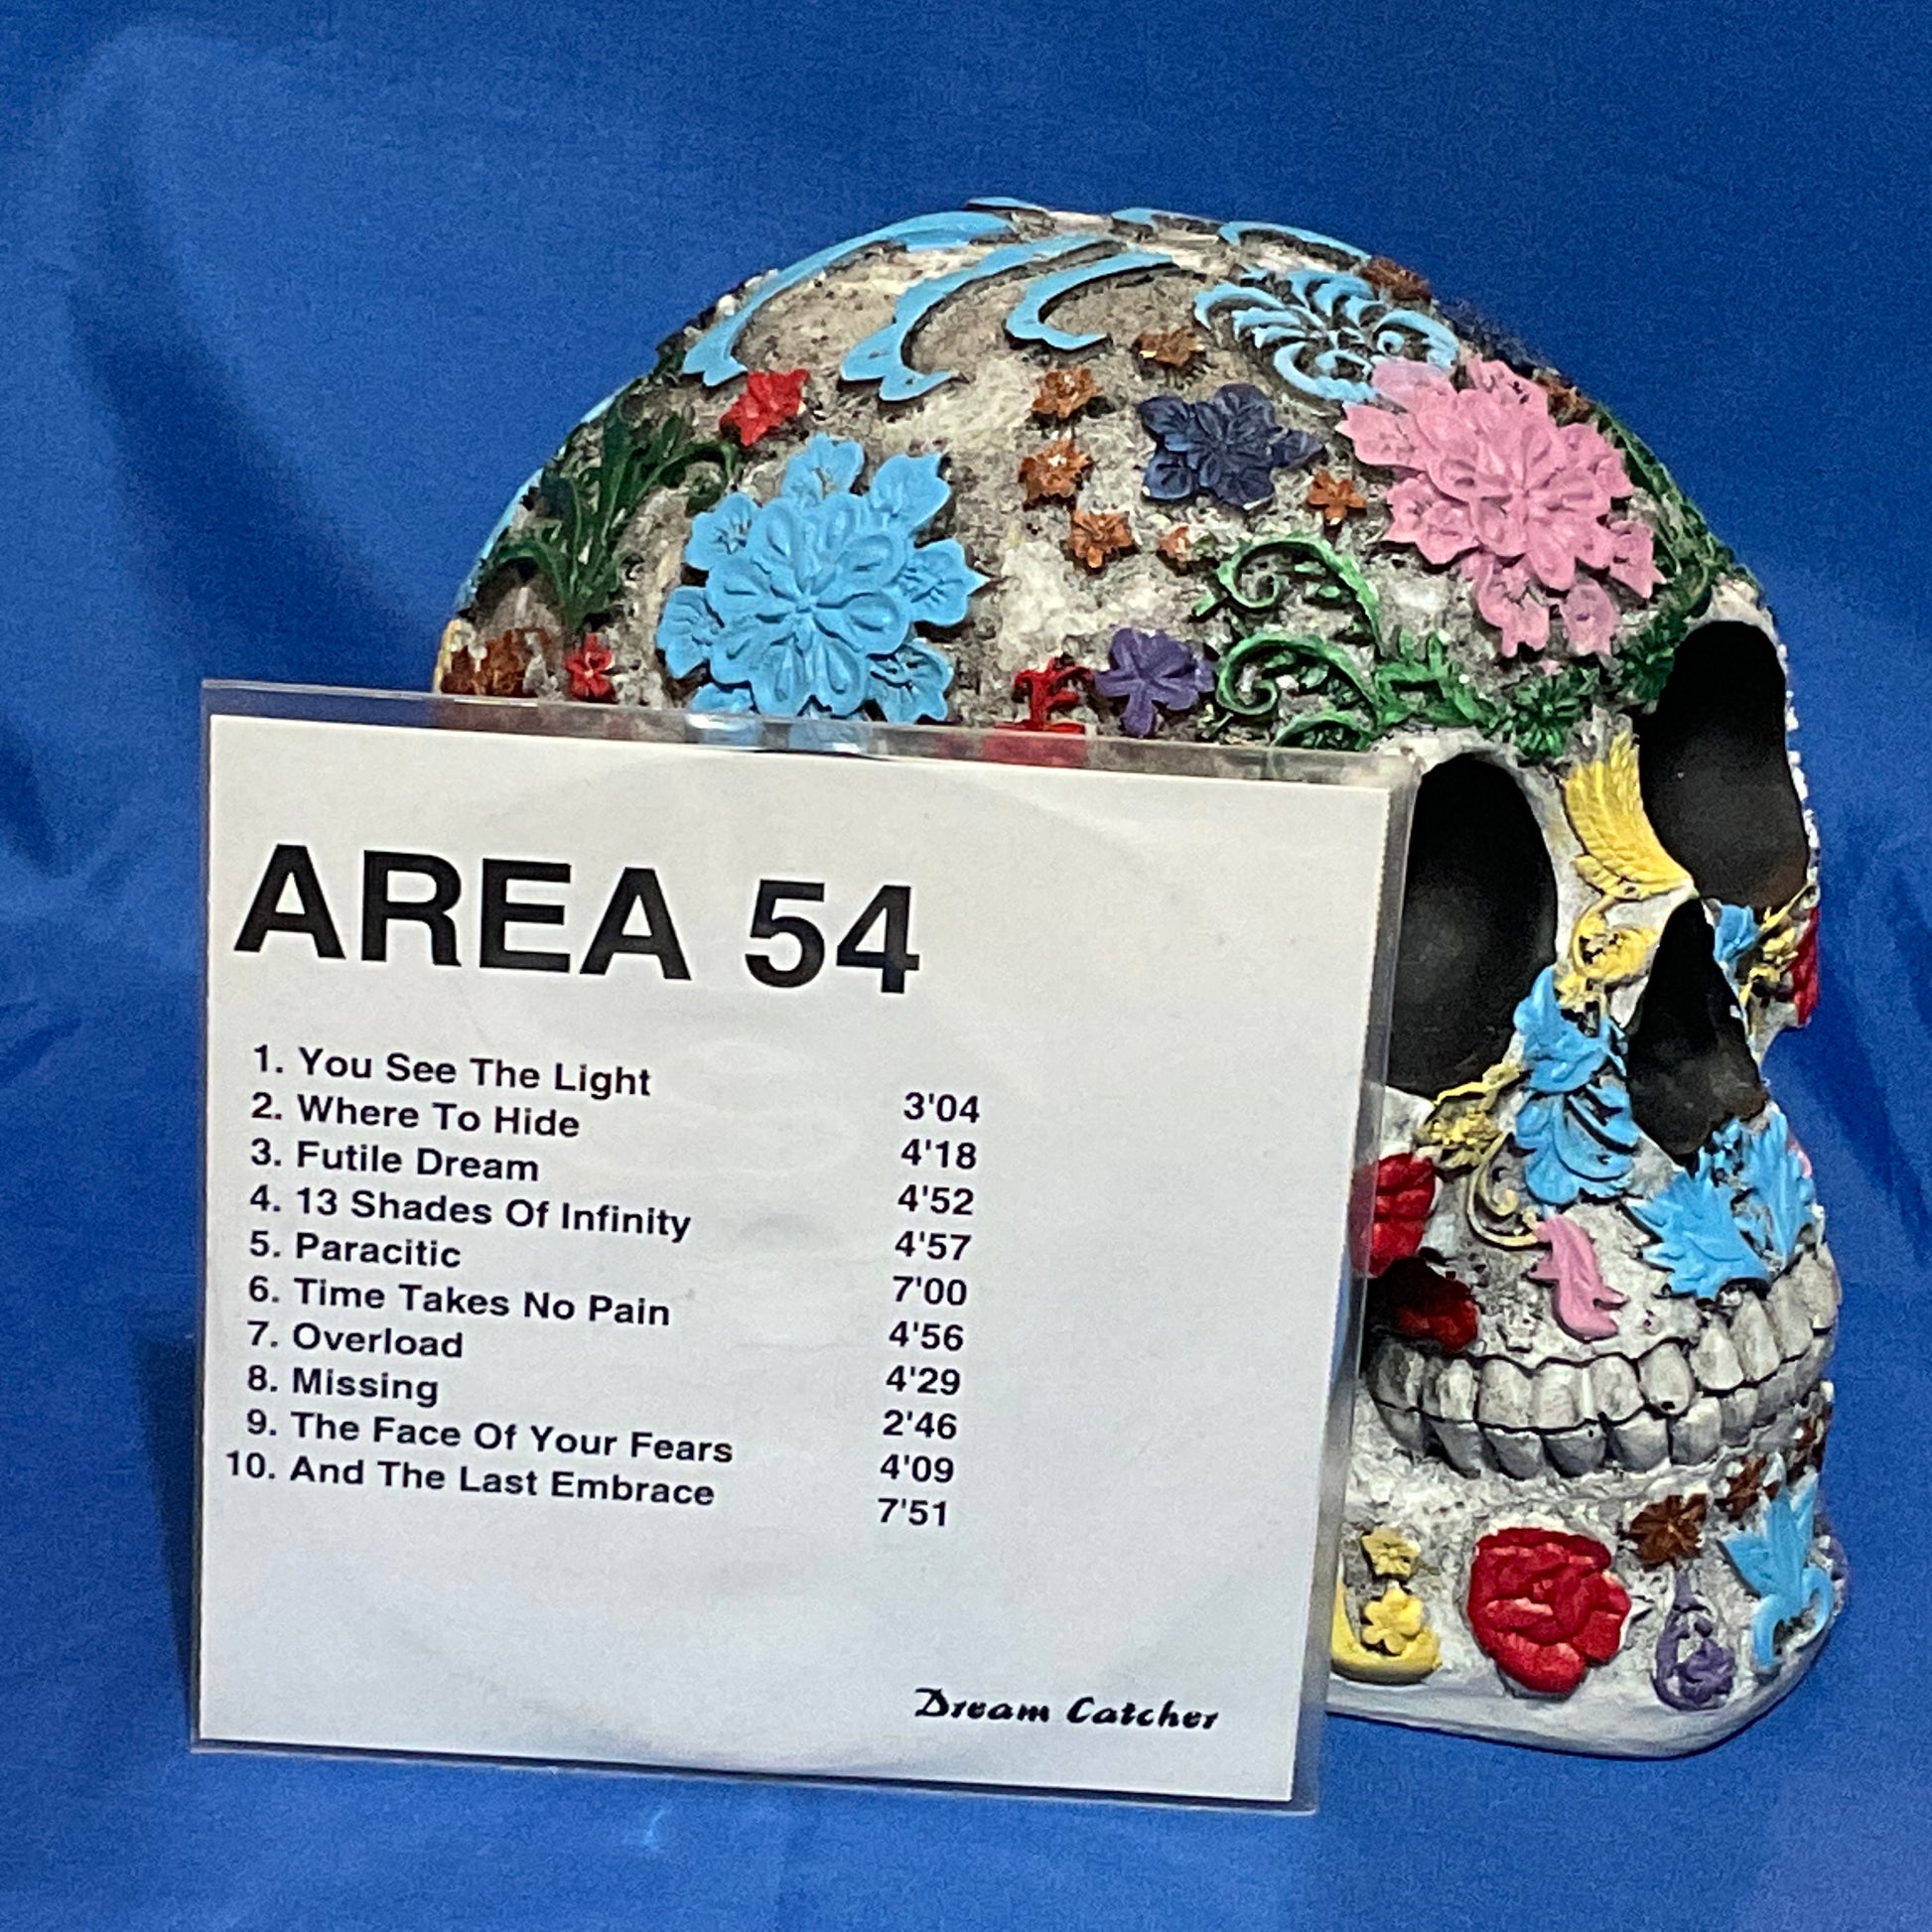 AREA 54
1. You See The Light 3'04
2. Where To Hide 4'18
3. Futile Dream 4'52
4. 13 Shades Of Infinity 4'57
5. Paracitic 7'00
6. Time Takes No Pain 4'56
7. Overload 4'29
8. Missing 2'46
9. The Face Of Your Fears 4'09
10. And The Last Embrace 7'51
Dream Catcher